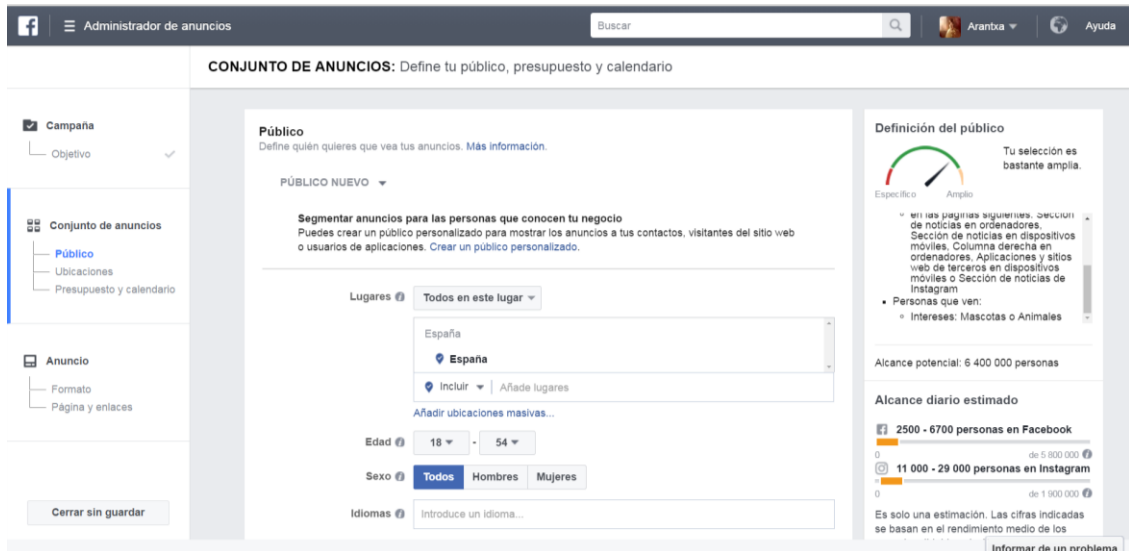 Administrador de anuncios
Buscar
Arantxa
Ayuda
CONJUNTO DE ANUNCIOS: Define tu público, presupuesto y calendario
Campaña
Objetivo
Conjunto de anuncios
Público
Ubicaciones
Presupuesto y calendario
Anuncio
Formato
Página y enlaces
Cerrar sin guardar
Público
Define quién quieres que vea tus anuncios. Más información.
PÚBLICO NUEVO
Segmentar anuncios para las personas que conocen tu negocio
Puedes crear un público personalizado para mostrar los anuncios a tus contactos, visitantes del sitio web
o usuarios de aplicaciones. Crear un público personalizado.
Lugares
Todos en este lugar
España
España
Incluir
Añade lugares
Añadir ubicaciones masivas...
Edad
18 - 54
Sexo
Todos Hombres Mujeres
Idiomas
Introduce un idioma...
Definición del público
Tu selección es
bastante amplia.
Específico
Amplio
en las páginas siguientes: Sección
de noticias en ordenadores,
Sección de noticias en dispositivos
móviles, Columna derecha en
ordenadores, Aplicaciones y sitios
web de terceros en dispositivos
móviles o Sección de noticias de
Instagram
Personas que ven:
Intereses: Mascotas o Animales
Alcance potencial: 6 400 000 personas
Alcance diario estimado
2500 - 6700 personas en Facebook
0 de 5 800 000
11 000 - 29 000 personas en Instagram
0 de 1 900 000
Es solo una estimación. Las cifras indicadas
se basan en el rendimiento medio de los
Informar de un problema